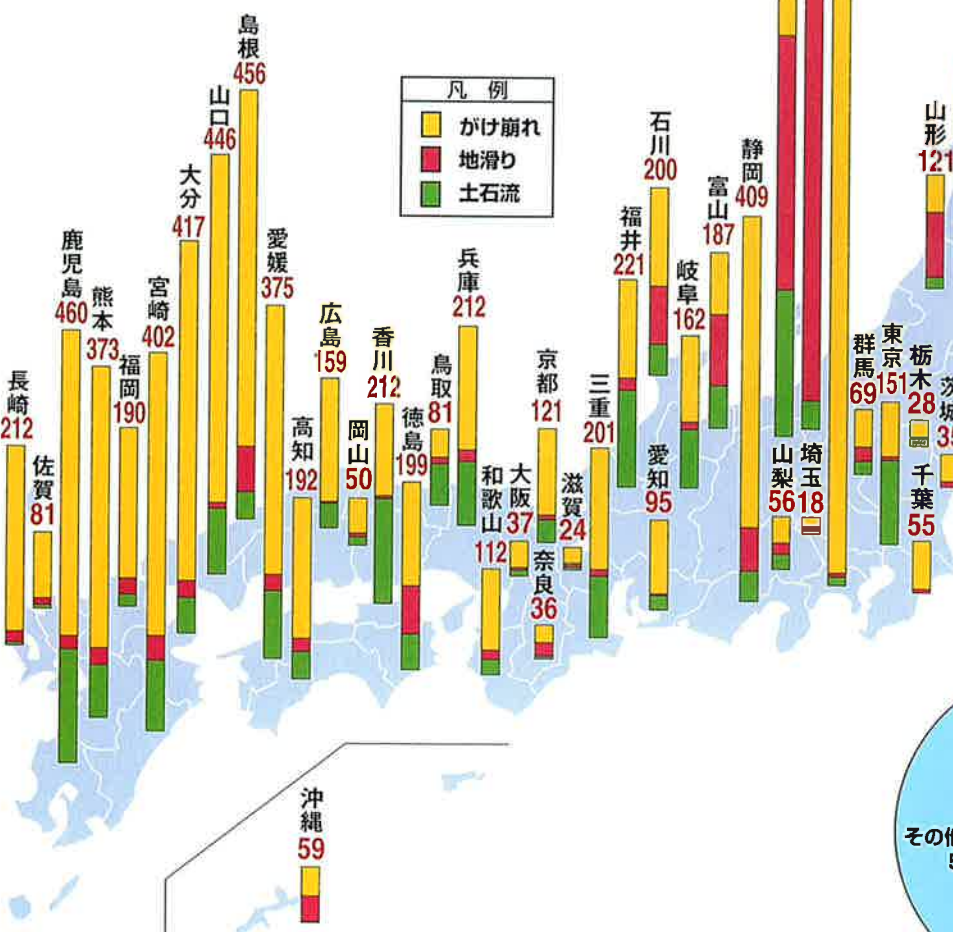 凡例
がけ崩れ
地滑り
土石流
長崎
212
佐賀
81
鹿児島
460
熊本
373
福岡
190
宮崎
402
大分
417
山口
446
島根
456
愛媛
375
高知
192
広島
159
岡山
50
香川
212
徳島
199
鳥取
81
兵庫
212
和歌山
112
大阪
37
京都
121
奈良
36
滋賀
24
三重
201
福井
221
石川
200
愛知
95
岐阜
162
富山
187
静岡
409
山梨
56
埼玉
18
群馬
69
東京
151
栃木
28
千葉
55
山形
121
茨城
沖縄
59
その他